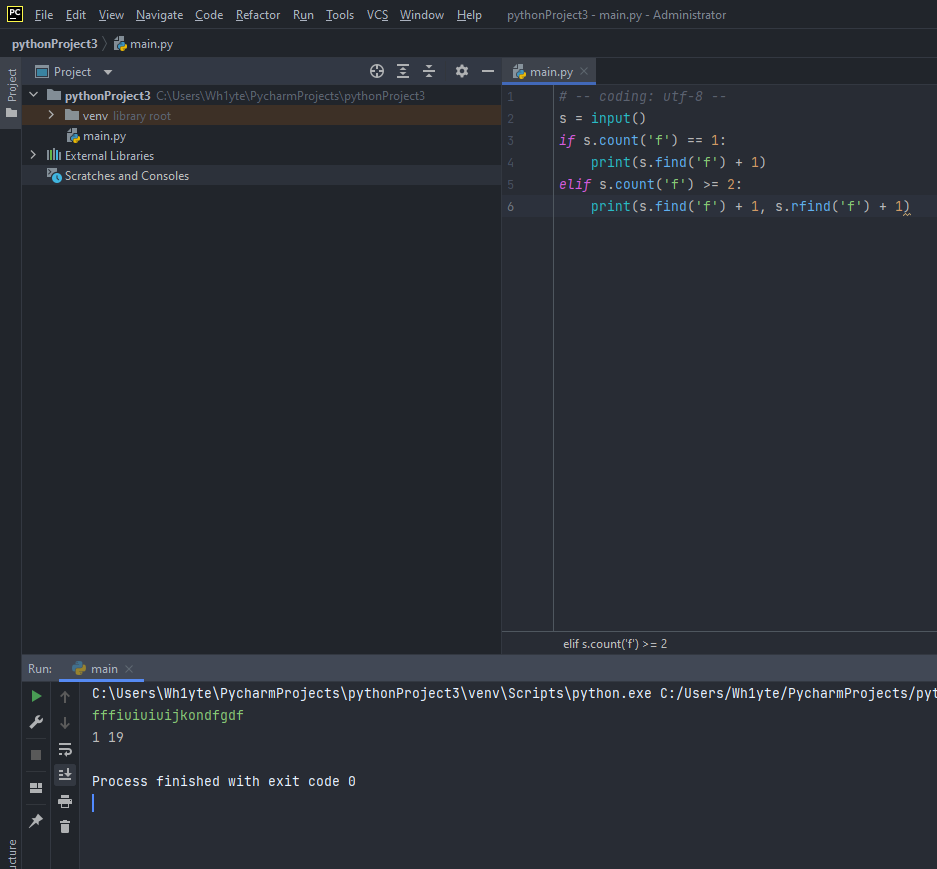 PC File Edit View Navigate Code Refactor Run Tools VCS Window Help pythonProject3 - main.py - Administrator
pythonProject3 main.py
Project
Project
main.py
pythonProject3 C:\Users\Wh1yte\PycharmProjects\pythonProject3
venv library root
main.py
External Libraries
Scratches and Consoles
1 # -- coding: utf-8 --
2 s = input()
3 if s.count('f') == 1:
4     print(s.find('f') + 1)
5 elif s.count('f') >= 2:
6     print(s.find('f') + 1, s.rfind('f') + 1)
elif s.count('f') >= 2
Run: main
C:\Users\Wh1yte\PycharmProjects\pythonProject3\venv\Scripts\python.exe C:/Users/Wh1yte/PycharmProjects/pyt
fffiuiuiuijkondfgdf
1 19
Process finished with exit code 0
ucture